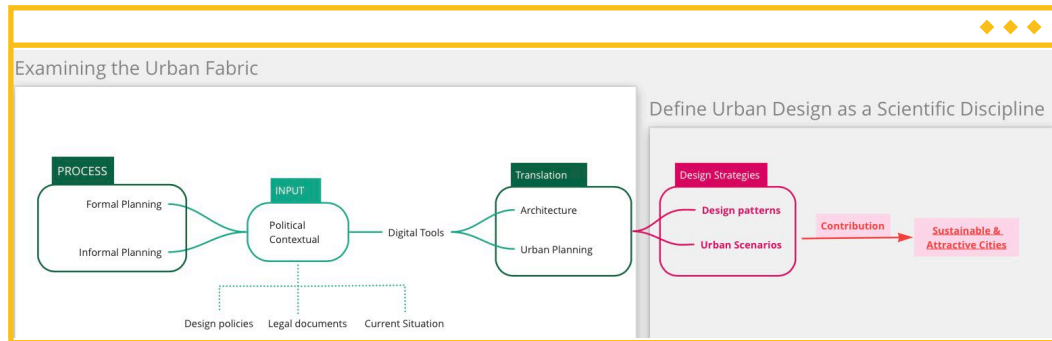 Examining the Urban Fabric
Define Urban Design as a Scientific Discipline
PROCESS
Formal Planning
Informal Planning
INPUT
Political
Contextual
Design policies
Legal documents
Current Situation
Digital Tools
Translation
Architecture
Urban Planning
Design Strategies
Design patterns
Urban Scenarios
Contribution
Sustainable &
Attractive Cities